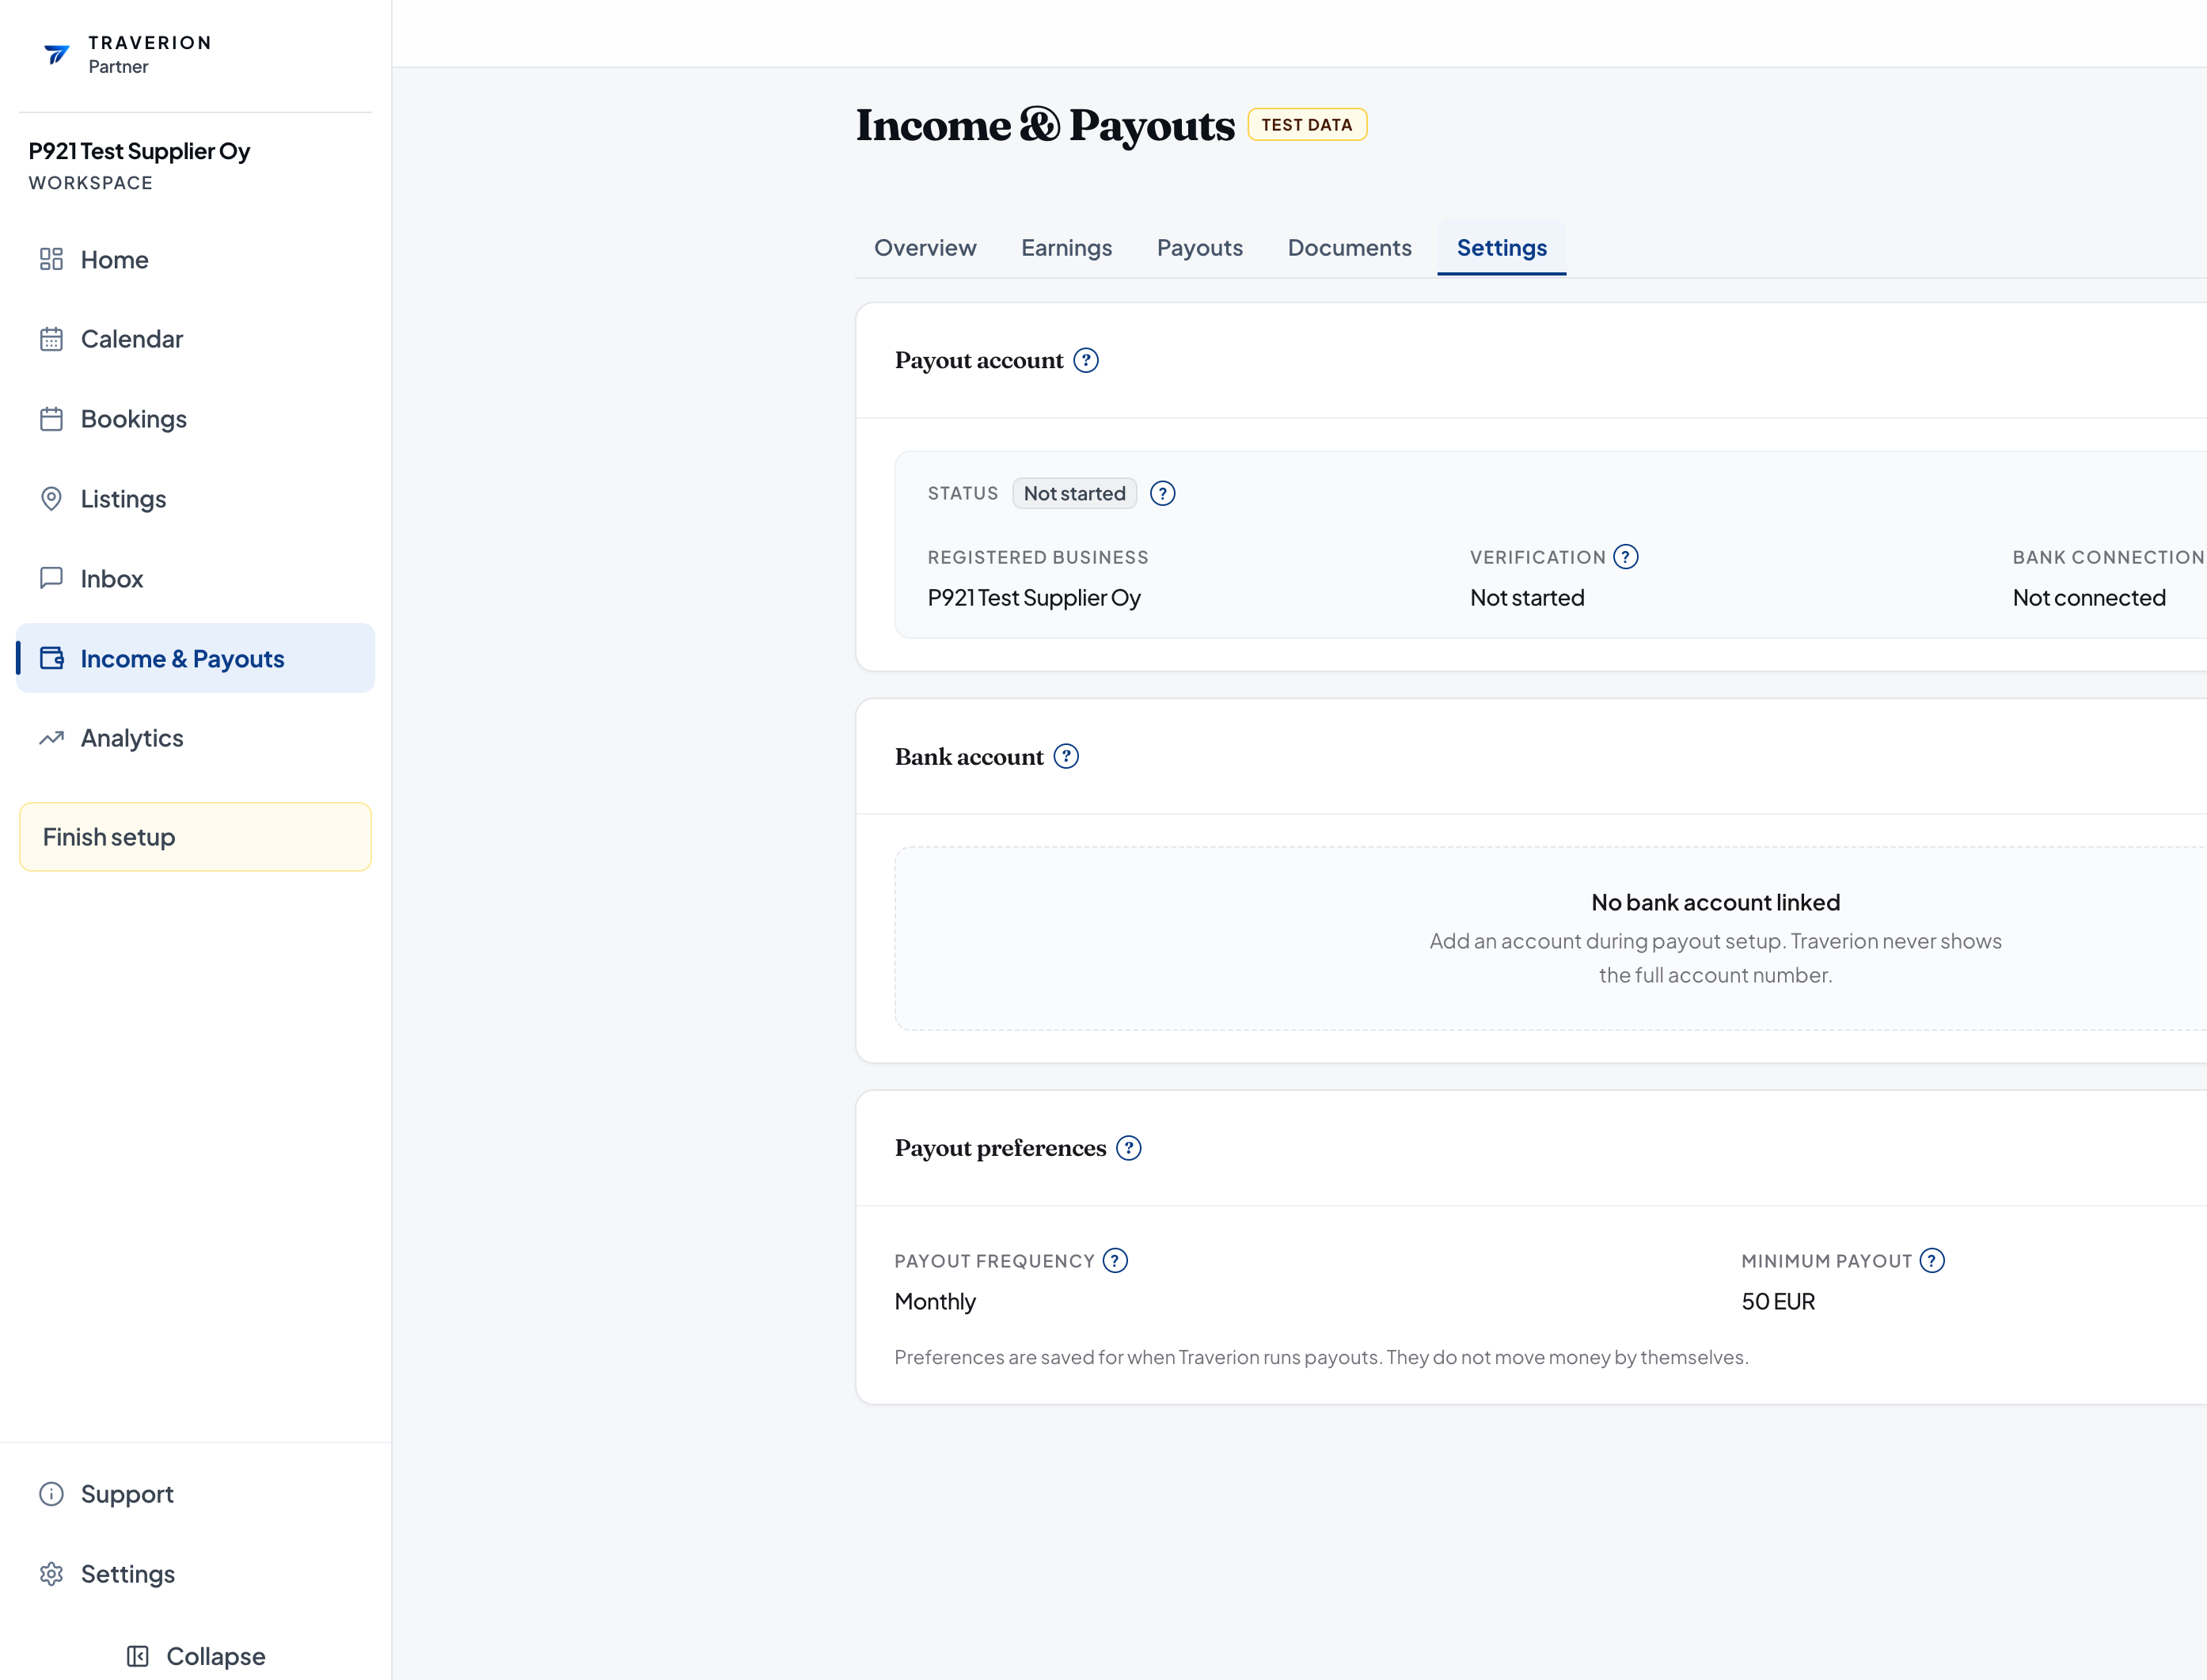 TRAVERION
Partner
P921 Test Supplier Oy
WORKSPACE
Home
Calendar
Bookings
Listings
Inbox
Income & Payouts
Analytics
Finish setup
Support
Settings
Collapse
Income & Payouts TEST DATA
Overview Earnings Payouts Documents Settings
Payout account ?
STATUS Not started ?
REGISTERED BUSINESS VERIFICATION ? BANK CONNECTION
P921 Test Supplier Oy Not started Not connected
Bank account ?
No bank account linked
Add an account during payout setup. Traverion never shows
the full account number.
Payout preferences ?
PAYOUT FREQUENCY ? MINIMUM PAYOUT ?
Monthly 50 EUR
Preferences are saved for when Traverion runs payouts. They do not move money by themselves.